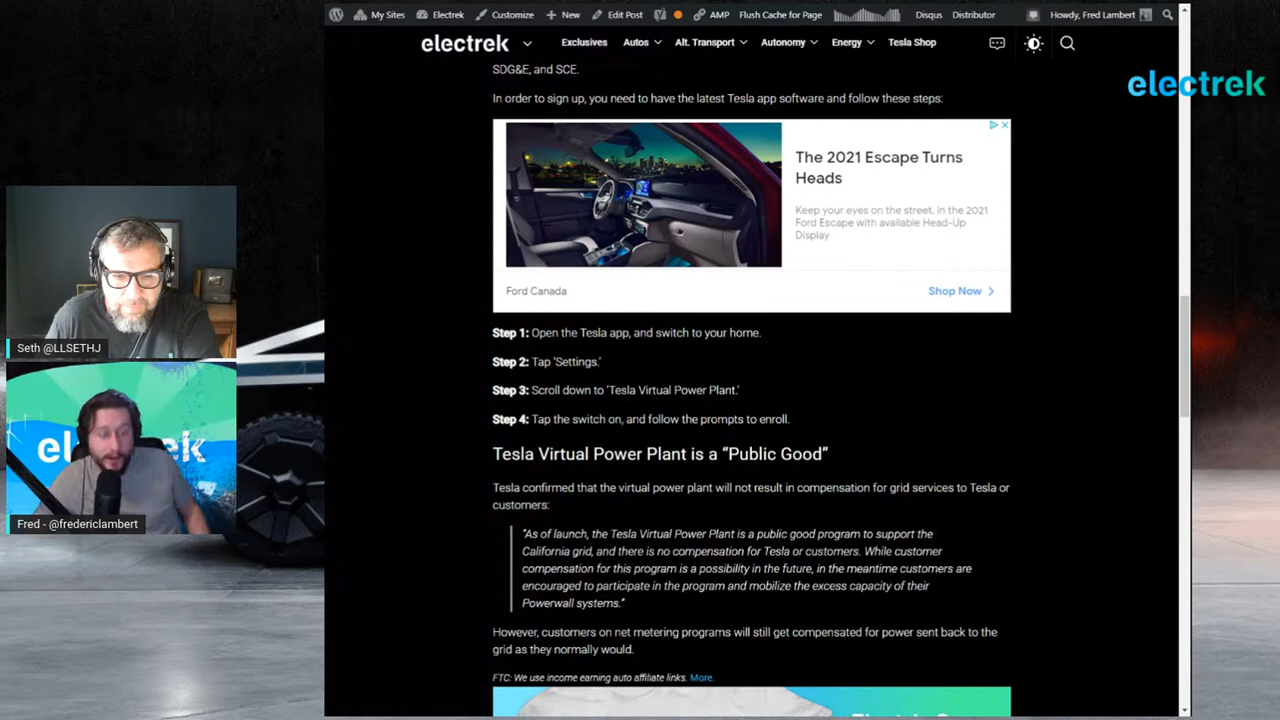 My Sites Electrek Customize New Edit Post AMP Flush Cache for Page Disqus Distributor Howdy, Fred Lambert
electrek Exclusives Autos Alt. Transport Autonomy Energy Tesla Shop
electrek
SDG&E, and SCE.
In order to sign up, you need to have the latest Tesla app software and follow these steps:
The 2021 Escape Turns
Heads
Keep your eyes on the street, in the 2021
Ford Escape with available Head-Up
Display
Ford Canada
Shop Now
Step 1: Open the Tesla app, and switch to your home.
Step 2: Tap ‘Settings.’
Step 3: Scroll down to ‘Tesla Virtual Power Plant.’
Step 4: Tap the switch on, and follow the prompts to enroll.
Tesla Virtual Power Plant is a “Public Good”
Tesla confirmed that the virtual power plant will not result in compensation for grid services to Tesla or
customers:
“As of launch, the Tesla Virtual Power Plant is a public good program to support the
California grid, and there is no compensation for Tesla or customers. While customer
compensation for this program is a possibility in the future, in the meantime customers are
encouraged to participate in the program and mobilize the excess capacity of their
Powerwall systems.”
However, customers on net metering programs will still get compensated for power sent back to the
grid as they normally would.
FTC: We use income earning auto affiliate links. More.
Seth @LLSETHJ
Fred - @fredericlambert